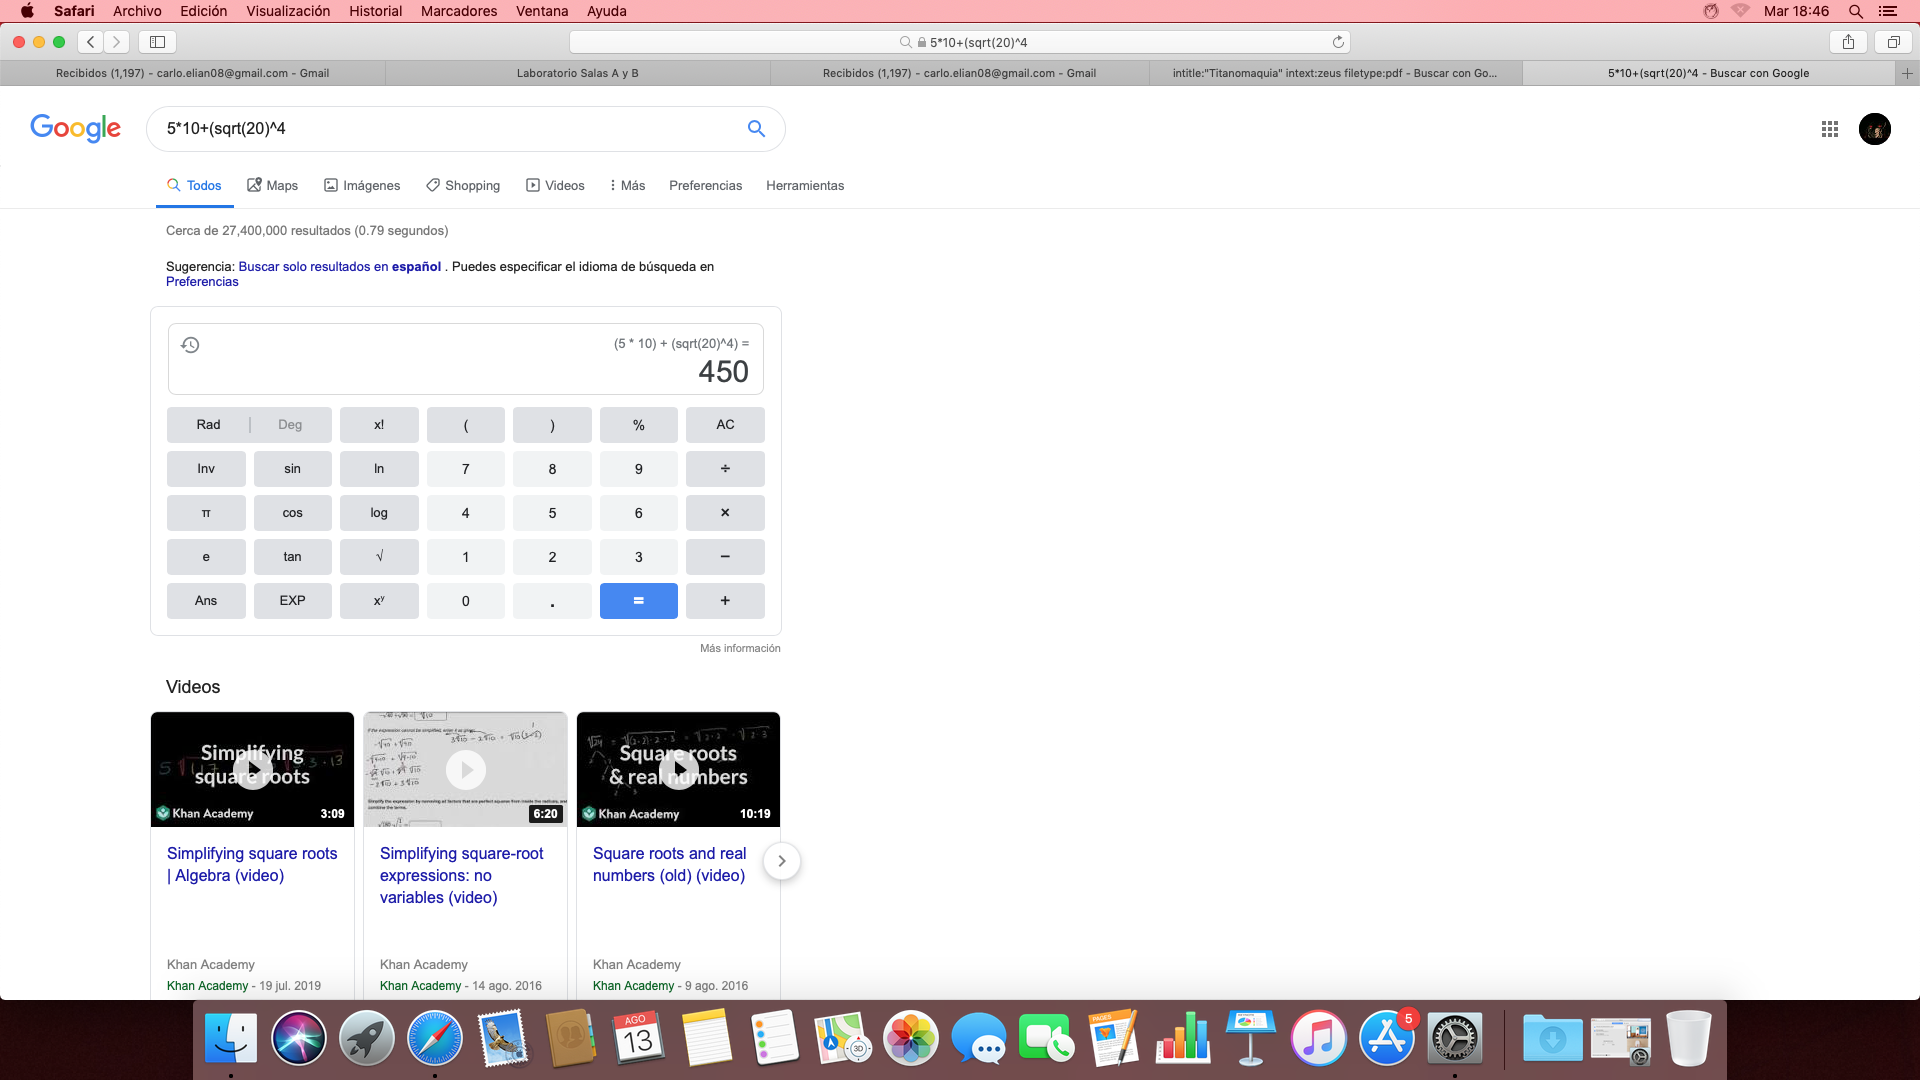 Safari Archivo Edición Visualización Historial Marcadores Ventana Ayuda Mar 18:46
5*10+(sqrt(20)^4
Recibidos (1,197) - carlo.elian08@gmail.com - Gmail
Laboratorio Salas A y B
Recibidos (1,197) - carlo.elian08@gmail.com - Gmail
intitle:"Titanomaquia" intext:zeus filetype:pdf - Buscar con Go...
5*10+(sqrt(20)^4 - Buscar con Google
Google
5*10+(sqrt(20)^4
Todos Maps Imágenes Shopping Videos Más Preferencias Herramientas
Cerca de 27,400,000 resultados (0.79 segundos)
Sugerencia: Buscar solo resultados en español . Puedes especificar el idioma de búsqueda en
Preferencias
(5 * 10) + (sqrt(20)^4) =
450
Rad | Deg x! ( ) % AC
Inv sin ln 7 8 9 ÷
π cos log 4 5 6 ×
e tan √ 1 2 3 −
Ans EXP xʸ 0 . = +
Más información
Videos
Simplifying
square roots
Khan Academy
3:09
6:20
Square roots
& real numbers
Khan Academy
10:19
Simplifying square roots
| Algebra (video)
Khan Academy
Khan Academy - 19 jul. 2019
Simplifying square-root
expressions: no
variables (video)
Khan Academy
Khan Academy - 14 ago. 2016
Square roots and real
numbers (old) (video)
Khan Academy
Khan Academy - 9 ago. 2016
AGO
13
3D
PAGES
5